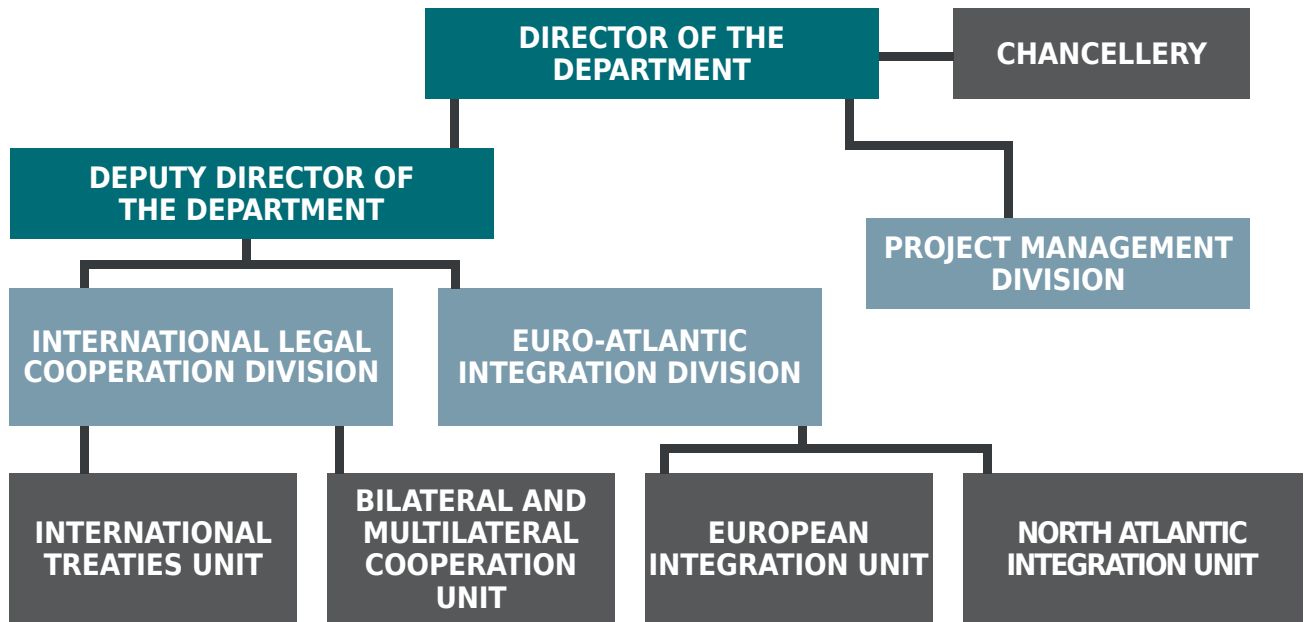 DIRECTOR OF THE
DEPARTMENT
CHANCELLERY
DEPUTY DIRECTOR OF
THE DEPARTMENT
PROJECT MANAGEMENT
DIVISION
INTERNATIONAL LEGAL
COOPERATION DIVISION
EURO-ATLANTIC
INTEGRATION DIVISION
INTERNATIONAL
TREATIES UNIT
BILATERAL AND
MULTILATERAL
COOPERATION
UNIT
EUROPEAN
INTEGRATION UNIT
NORTH ATLANTIC
INTEGRATION UNIT